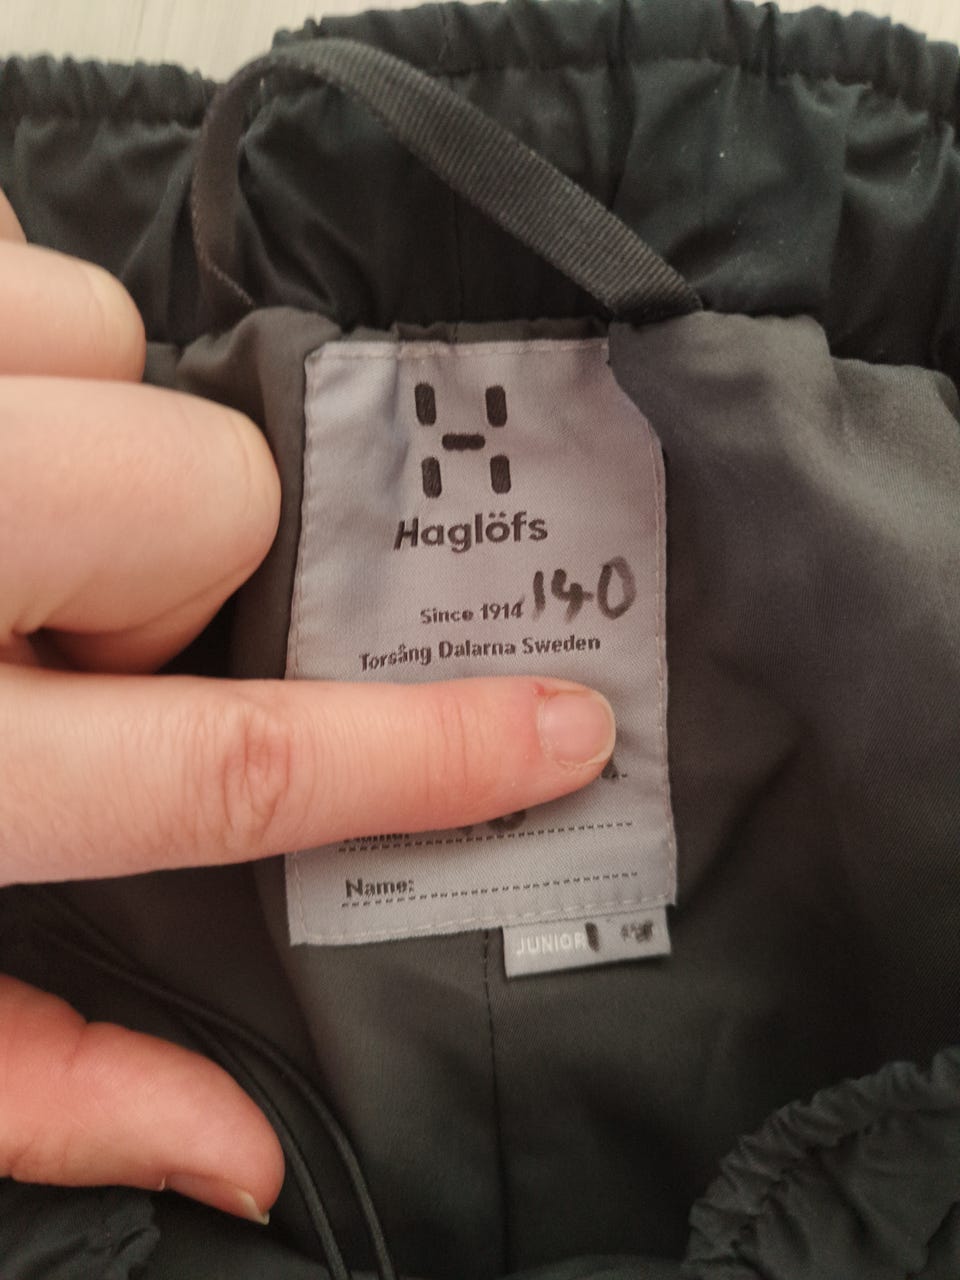 Haglöfs
140
Since 1914
Torsång Dalarna Sweden
Name:
JUNIOR